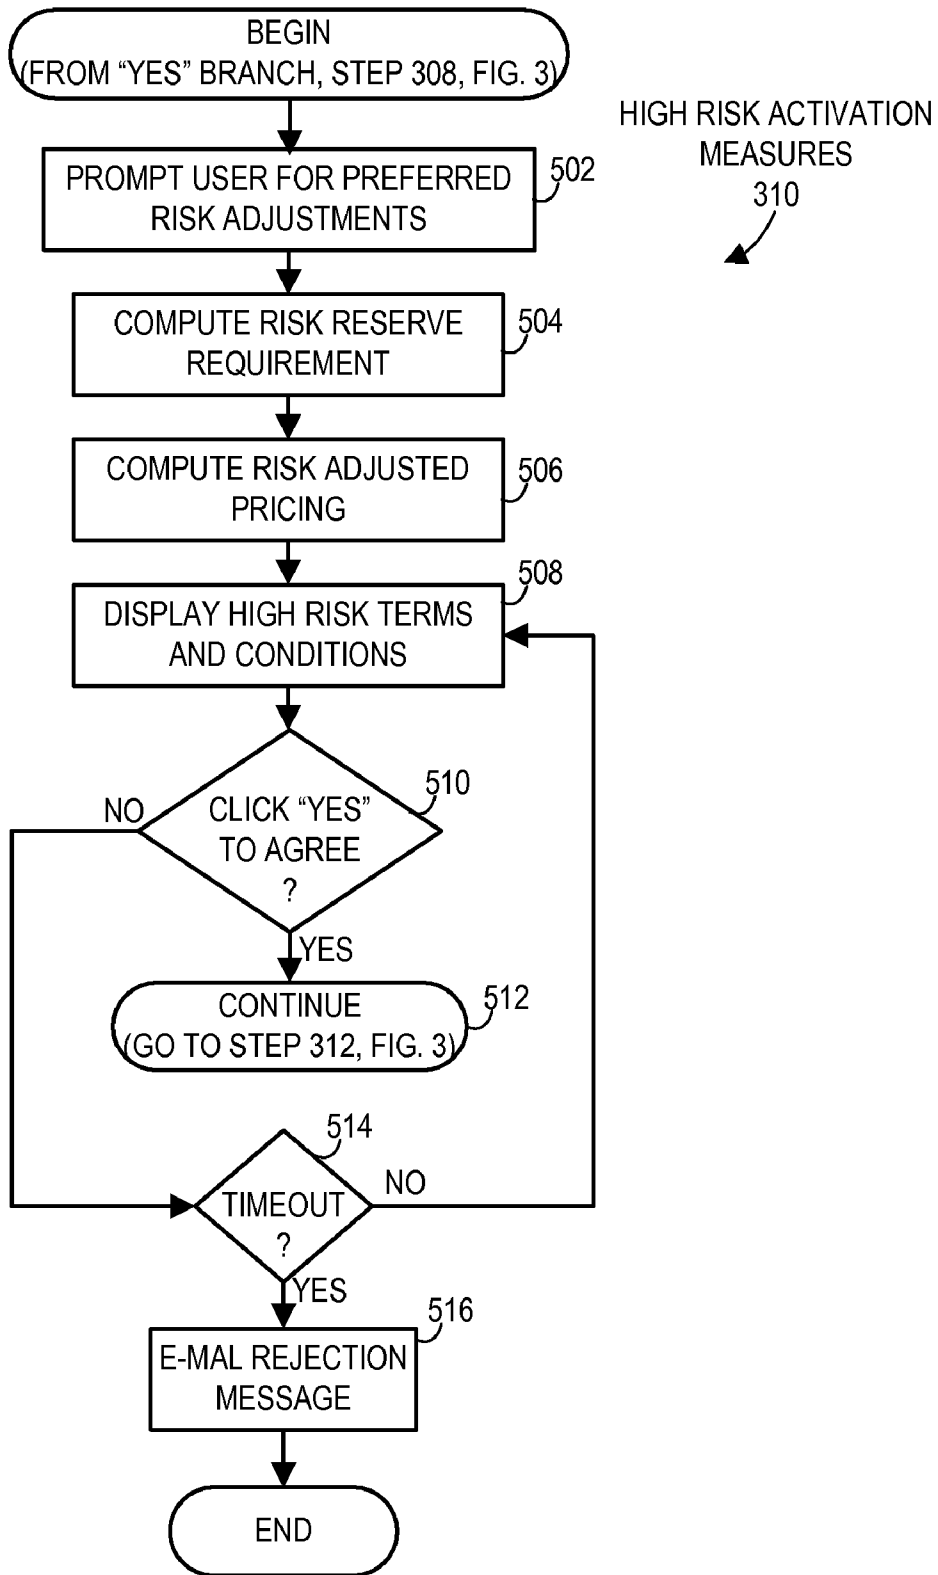 BEGIN
(FROM “YES” BRANCH, STEP 308, FIG. 3)
HIGH RISK ACTIVATION
MEASURES
310
PROMPT USER FOR PREFERRED
RISK ADJUSTMENTS
502
COMPUTE RISK RESERVE
REQUIREMENT
504
COMPUTE RISK ADJUSTED
PRICING
506
DISPLAY HIGH RISK TERMS
AND CONDITIONS
508
CLICK “YES”
TO AGREE
?
510
NO
YES
CONTINUE
(GO TO STEP 312, FIG. 3)
512
TIMEOUT
?
514
NO
YES
E-MAL REJECTION
MESSAGE
516
END